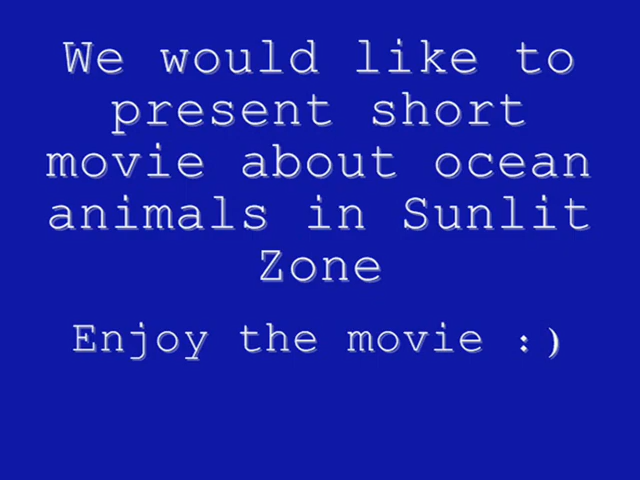 We would like to
present short
movie about ocean
animals in Sunlit
Zone
Enjoy the movie :)